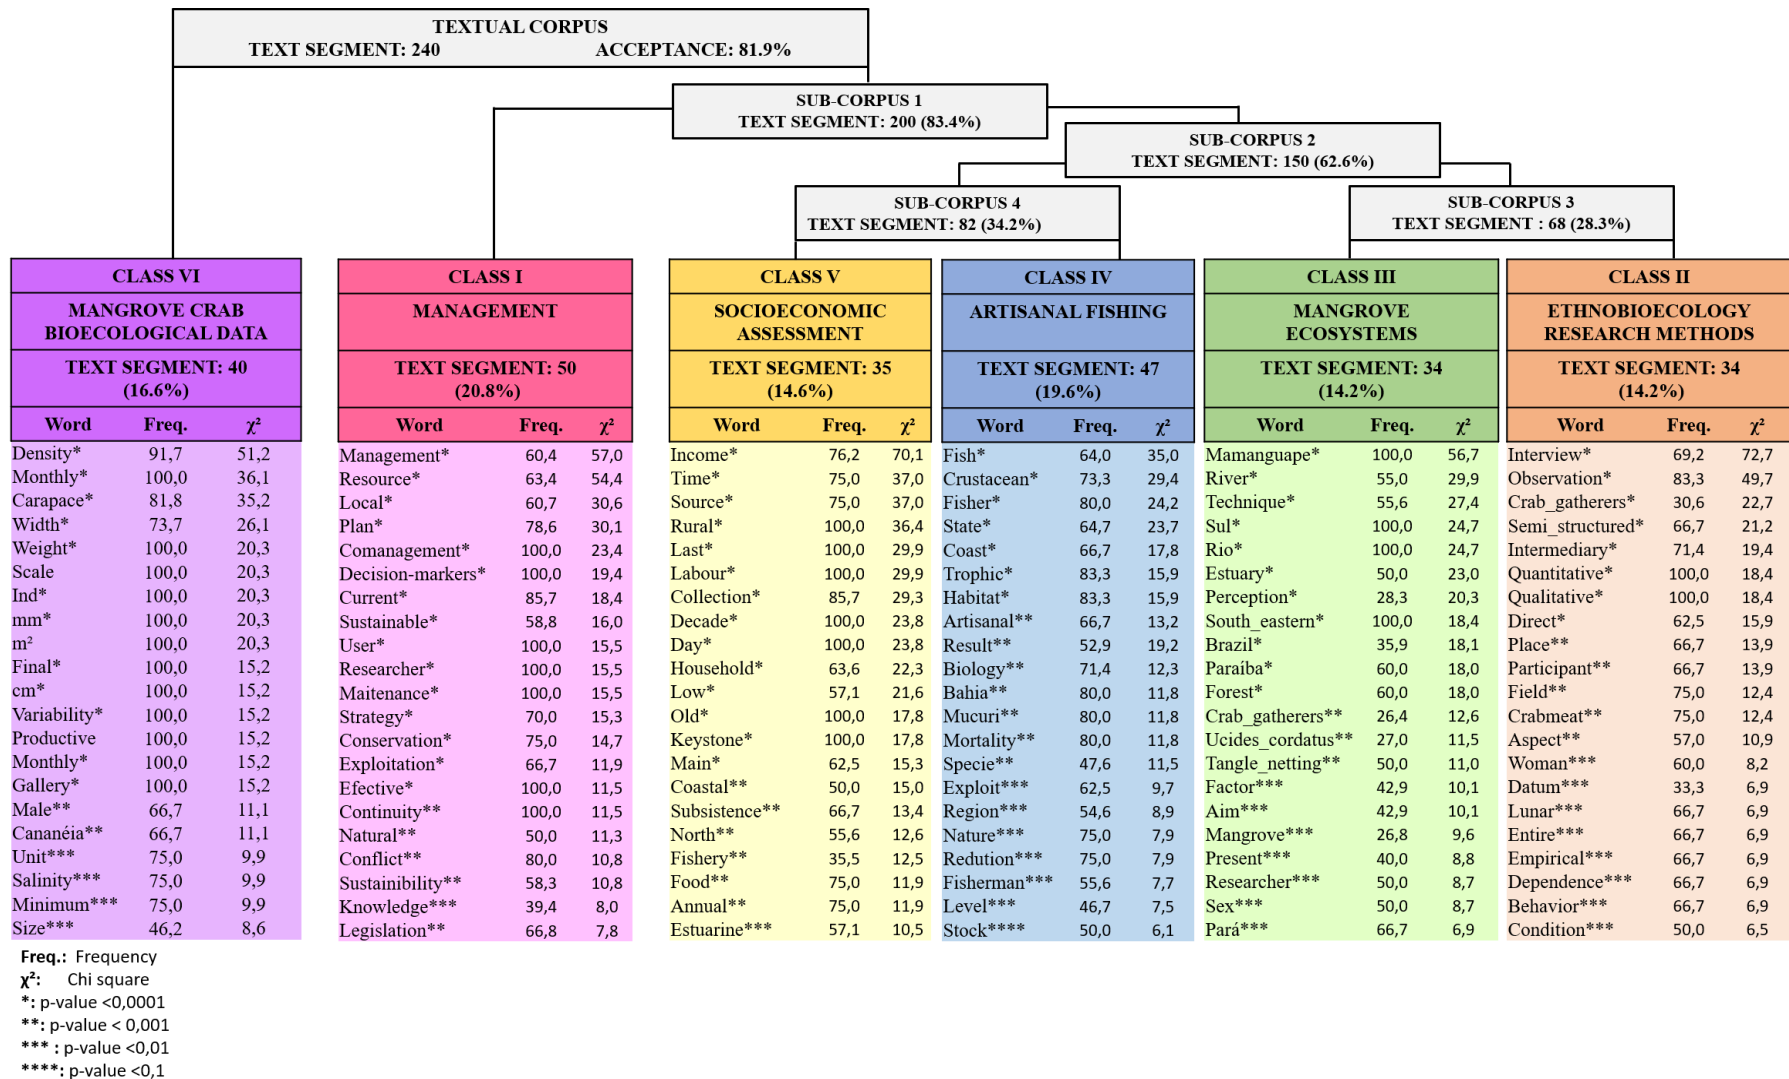 TEXTUAL CORPUS
TEXT SEGMENT: 240 ACCEPTANCE: 81.9%
SUB-CORPUS 1
TEXT SEGMENT: 200 (83.4%)
SUB-CORPUS 2
TEXT SEGMENT: 150 (62.6%)
SUB-CORPUS 4
TEXT SEGMENT: 82 (34.2%)
SUB-CORPUS 3
TEXT SEGMENT : 68 (28.3%)
CLASS VI
MANGROVE CRAB
BIOECOLOGICAL DATA
TEXT SEGMENT: 40
(16.6%)
Word Freq. χ²
Density* 91,7 51,2
Monthly* 100,0 36,1
Carapace* 81,8 35,2
Width* 73,7 26,1
Weight* 100,0 20,3
Scale 100,0 20,3
Ind* 100,0 20,3
mm* 100,0 20,3
m² 100,0 20,3
Final* 100,0 15,2
cm* 100,0 15,2
Variability* 100,0 15,2
Productive 100,0 15,2
Monthly* 100,0 15,2
Gallery* 100,0 15,2
Male** 66,7 11,1
Cananéia** 66,7 11,1
Unit*** 75,0 9,9
Salinity*** 75,0 9,9
Minimum*** 75,0 9,9
Size*** 46,2 8,6
CLASS I
MANAGEMENT
TEXT SEGMENT: 50
(20.8%)
Word Freq. χ²
Management* 60,4 57,0
Resource* 63,4 54,4
Local* 60,7 30,6
Plan* 78,6 30,1
Comanagement* 100,0 23,4
Decision-markers* 100,0 19,4
Current* 85,7 18,4
Sustainable* 58,8 16,0
User* 100,0 15,5
Researcher* 100,0 15,5
Maitenance* 100,0 15,5
Strategy* 70,0 15,3
Conservation* 75,0 14,7
Exploitation* 66,7 11,9
Efective* 100,0 11,5
Continuity** 100,0 11,5
Natural** 50,0 11,3
Conflict** 80,0 10,8
Sustainibility** 58,3 10,8
Knowledge*** 39,4 8,0
Legislation** 66,8 7,8
CLASS V
SOCIOECONOMIC
ASSESSMENT
TEXT SEGMENT: 35
(14.6%)
Word Freq. χ²
Income* 76,2 70,1
Time* 75,0 37,0
Source* 75,0 37,0
Rural* 100,0 36,4
Last* 100,0 29,9
Labour* 100,0 29,9
Collection* 85,7 29,3
Decade* 100,0 23,8
Day* 100,0 23,8
Household* 63,6 22,3
Low* 57,1 21,6
Old* 100,0 17,8
Keystone* 100,0 17,8
Main* 62,5 15,3
Coastal** 50,0 15,0
Subsistence** 66,7 13,4
North** 55,6 12,6
Fishery** 35,5 12,5
Food** 75,0 11,9
Annual** 75,0 11,9
Estuarine*** 57,1 10,5
CLASS IV
ARTISANAL FISHING
TEXT SEGMENT: 47
(19.6%)
Word Freq. χ²
Fish* 64,0 35,0
Crustacean* 73,3 29,4
Fisher* 80,0 24,2
State* 64,7 23,7
Coast* 66,7 17,8
Trophic* 83,3 15,9
Habitat* 83,3 15,9
Artisanal** 66,7 13,2
Result** 52,9 19,2
Biology** 71,4 12,3
Bahia** 80,0 11,8
Mucuri** 80,0 11,8
Mortality** 80,0 11,8
Specie** 47,6 11,5
Exploit*** 62,5 9,7
Region*** 54,6 8,9
Nature*** 75,0 7,9
Redution*** 75,0 7,9
Fisherman*** 55,6 7,7
Level*** 46,7 7,5
Stock**** 50,0 6,1
CLASS III
MANGROVE
ECOSYSTEMS
TEXT SEGMENT: 34
(14.2%)
Word Freq. χ²
Mamanguape* 100,0 56,7
River* 55,0 29,9
Technique* 55,6 27,4
Sul* 100,0 24,7
Rio* 100,0 24,7
Estuary* 50,0 23,0
Perception* 28,3 20,3
South_eastern* 100,0 18,4
Brazil* 35,9 18,1
Paraíba* 60,0 18,0
Forest* 60,0 18,0
Crab_gatherers** 26,4 12,6
Ucides_cordatus** 27,0 11,5
Tangle_netting** 50,0 11,0
Factor*** 42,9 10,1
Aim*** 42,9 10,1
Mangrove*** 26,8 9,6
Present*** 40,0 8,8
Researcher*** 50,0 8,7
Sex*** 50,0 8,7
Pará*** 66,7 6,9
CLASS II
ETHNOBIOECOLOGY
RESEARCH METHODS
TEXT SEGMENT: 34
(14.2%)
Word Freq. χ²
Interview* 69,2 72,7
Observation* 83,3 49,7
Crab_gatherers* 30,6 22,7
Semi_structured* 66,7 21,2
Intermediary* 71,4 19,4
Quantitative* 100,0 18,4
Qualitative* 100,0 18,4
Direct* 62,5 15,9
Place** 66,7 13,9
Participant** 66,7 13,9
Field** 75,0 12,4
Crabmeat** 75,0 12,4
Aspect** 57,0 10,9
Woman*** 60,0 8,2
Datum*** 33,3 6,9
Lunar*** 66,7 6,9
Entire*** 66,7 6,9
Empirical*** 66,7 6,9
Dependence*** 66,7 6,9
Behavior*** 66,7 6,9
Condition*** 50,0 6,5
Freq.: Frequency
χ²: Chi square
*: p-value <0,0001
**: p-value < 0,001
*** : p-value <0,01
****: p-value <0,1